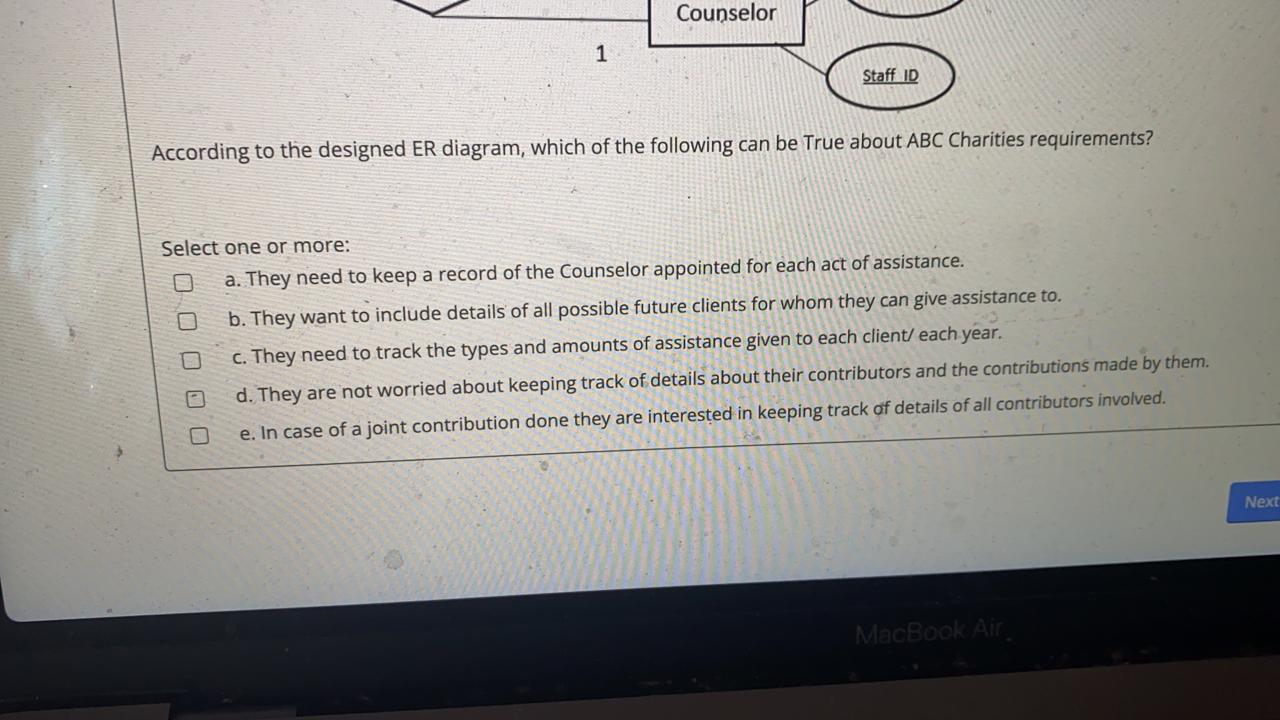 Counselor
1
Staff ID
According to the designed ER diagram, which of the following can be True about ABC Charities requirements?
Select one or more:
a. They need to keep a record of the Counselor appointed for each act of assistance.
b. They want to include details of all possible future clients for whom they can give assistance to.
c. They need to track the types and amounts of assistance given to each client/ each year.
d. They are not worried about keeping track of details about their contributors and the contributions made by them.
e. In case of a joint contribution done they are interested in keeping track of details of all contributors involved.
Next
MacBook Air